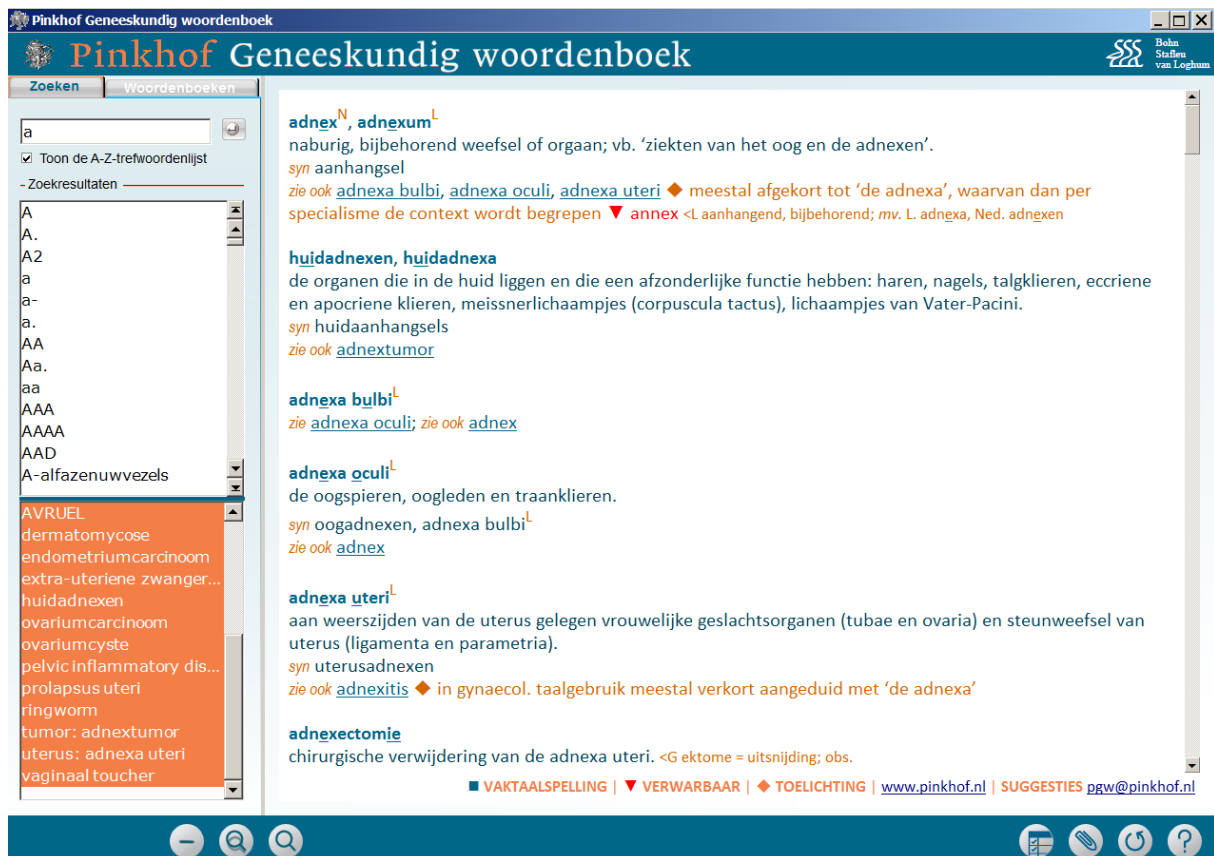 Pinkhof Geneeskundig woordenboek
Pinkhof Geneeskundig woordenboek
Bohn
Stafleu
van Loghum
Zoeken
Woordenboeken
a
Toon de A-Z-trefwoordenlijst
Zoekresultaten
A
A.
A2
a
a-
a.
AA
Aa.
aa
AAA
AAAA
AAD
A-alfazenuwvezels
AVRUEL
dermatomycose
endometriumcarcinoom
extra-uteriene zwanger...
huidadnexen
ovariumcarcinoom
ovariumcyste
pelvic inflammatory dis...
prolapsus uteri
ringworm
tumor: adnextumor
uterus: adnexa uteri
vaginaal toucher
adnex^N, adnexum^L
naburig, bijbehorend weefsel of orgaan; vb. ‘ziekten van het oog en de adnexen’.
syn aanhangsel
zie ook adnexa bulbi, adnexa oculi, adnexa uteri ◆ meestal afgekort tot ‘de adnexa’, waarvan dan per
specialisme de context wordt begrepen ▼ annex <L aanhangend, bijbehorend; mv. L. adnexa, Ned. adnexen
huidadnexen, huidadnexa
de organen die in de huid liggen en die een afzonderlijke functie hebben: haren, nagels, talgklieren, eccriene
en apocriene klieren, meissnerlichaampjes (corpuscula tactus), lichaampjes van Vater-Pacini.
syn huidaanhangsels
zie ook adnextumor
adnexa bulbi^L
zie adnexa oculi; zie ook adnex
adnexa oculi^L
de oogspieren, oogleden en traanklieren.
syn oogadnexen, adnexa bulbi^L
zie ook adnex
adnexa uteri^L
aan weerszijden van de uterus gelegen vrouwelijke geslachtsorganen (tubae en ovaria) en steunweefsel van
uterus (ligamenta en parametria).
syn uterusadnexen
zie ook adnexitis ◆ in gynaecol. taalgebruik meestal verkort aangeduid met ‘de adnexa’
adnexectomie
chirurgische verwijdering van de adnexa uteri. <G ektome = uitsnijding; obs.
■ VAKTAALSPELLING | ▼ VERWARBAAR | ◆ TOELICHTING | www.pinkhof.nl | SUGGESTIES pgw@pinkhof.nl